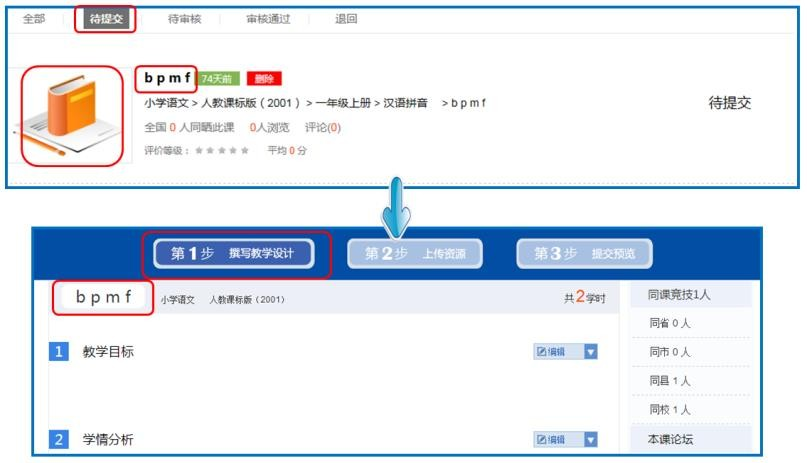 全部 待提交 待审核 审核通过 退回
b p m f 74天前 删除
小学语文 > 人教课标版（2001） > 一年级上册 > 汉语拼音 > b p m f
待提交
全国 0 人同晒此课 0人浏览 评论(0)
评价等级： 平均 0 分
第1步 撰写教学设计 第2步 上传资源 第3步 提交预览
b p m f 小学语文 人教课标版（2001） 共2学时
同课竞技1人
同省 0 人
1 教学目标 编辑
同市 0 人
同县 1 人
同校 1 人
2 学情分析 编辑
本课论坛